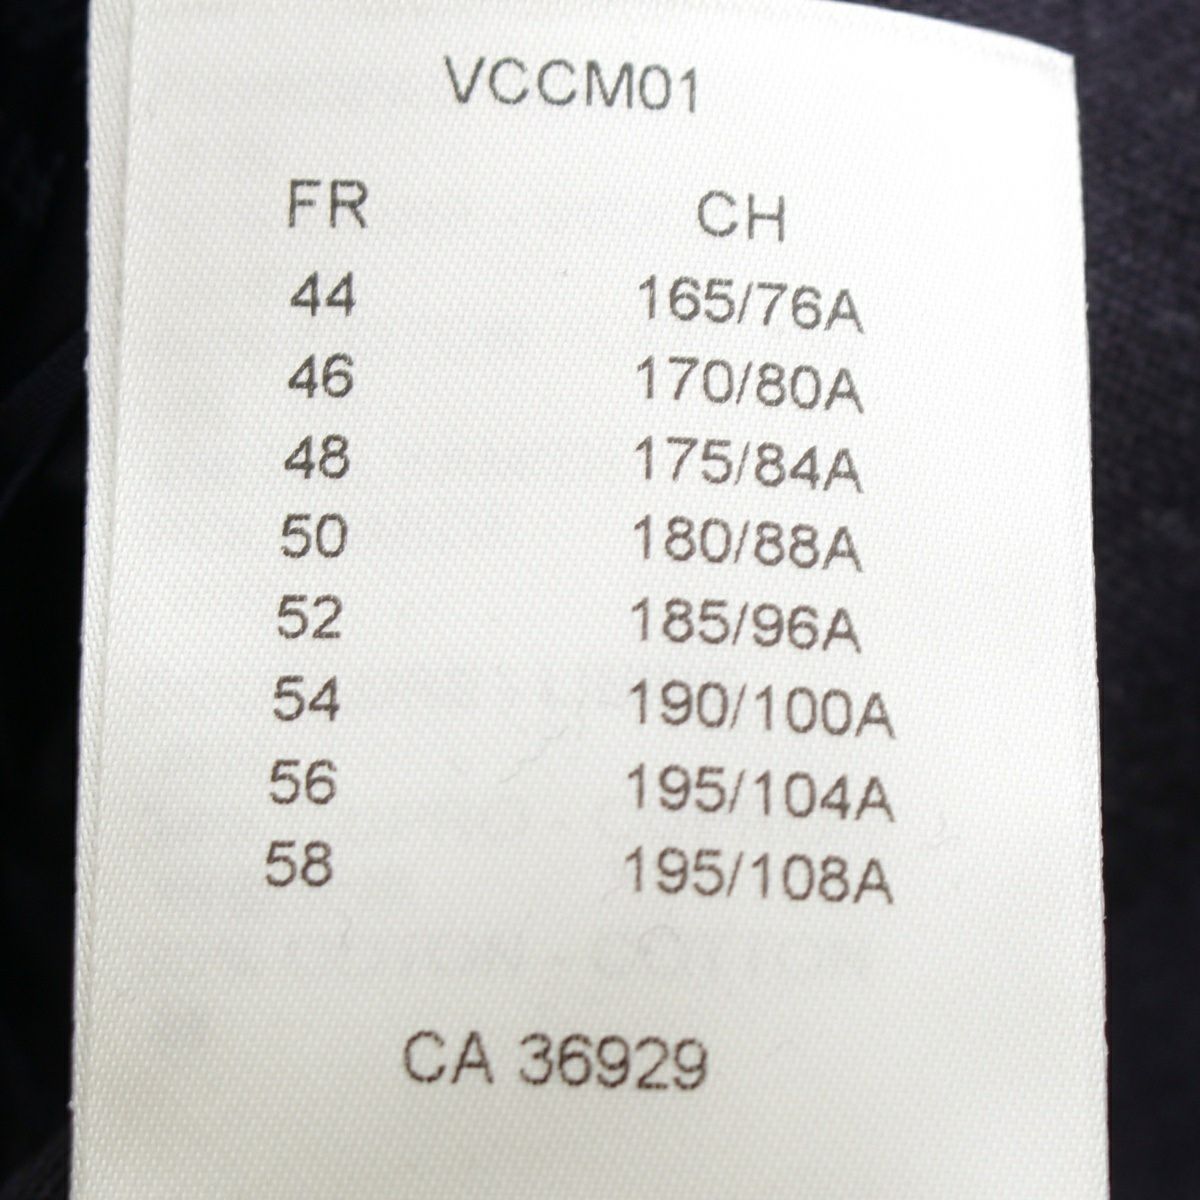 VCCM01
FR CH
44 165/76A
46 170/80A
48 175/84A
50 180/88A
52 185/96A
54 190/100A
56 195/104A
58 195/108A
CA 36929